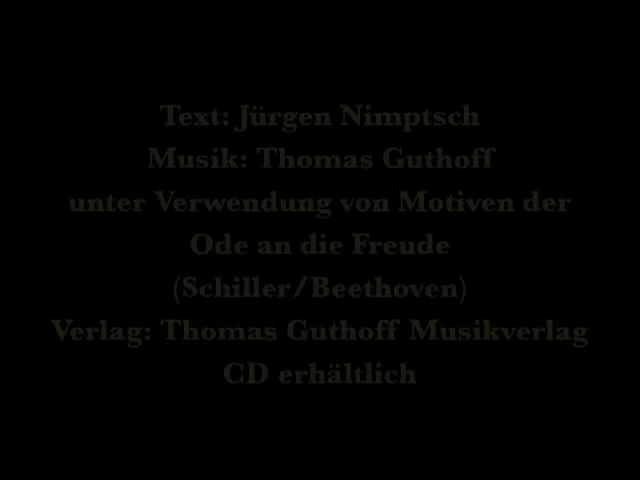 Text: Jürgen Nimptsch
Musik: Thomas Guthoff
unter Verwendung von Motiven der
Ode an die Freude
(Schiller/Beethoven)
Verlag: Thomas Guthoff Musikverlag
CD erhältlich